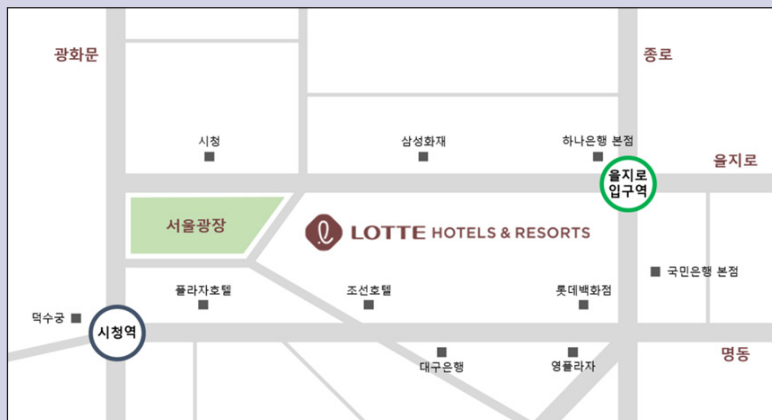 광화문
종로
시청
삼성화재
하나은행 본점
을지로
을지로
입구역
서울광장
LOTTE HOTELS & RESORTS
국민은행 본점
플라자호텔
조선호텔
롯데백화점
덕수궁
시청역
명동
대구은행
영플라자